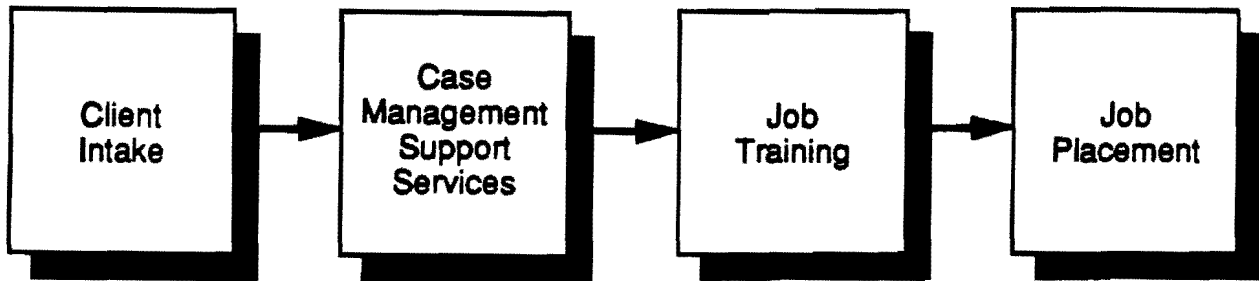 Client
Intake
Case
Management
Support
Services
Job
Training
Job
Placement